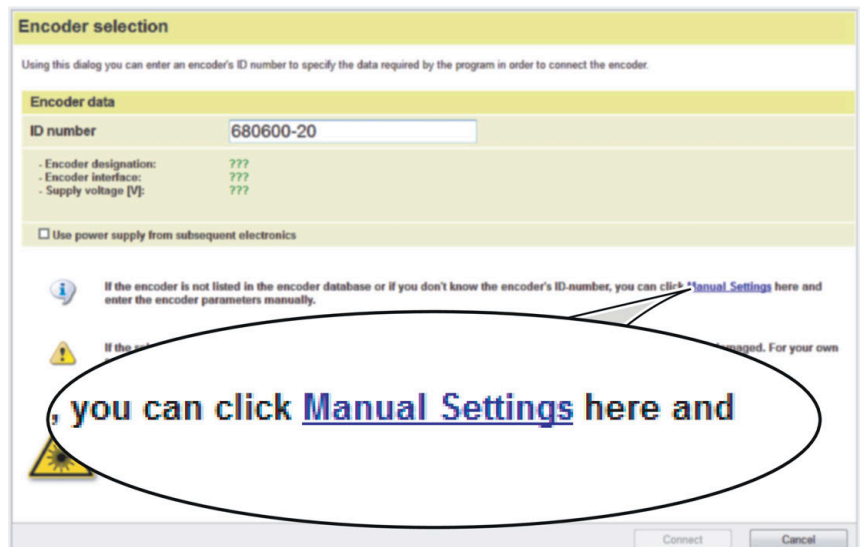 Encoder selection
Using this dialog you can enter an encoder's ID number to specify the data required by the program in order to connect the encoder.
Encoder data
ID number 680600-20
- Encoder designation: ???
- Encoder interface: ???
- Supply voltage [V]: ???
Use power supply from subsequent electronics
If the encoder is not listed in the encoder database or if you don't know the encoder's ID-number, you can click Manual Settings here and
enter the encoder parameters manually.
If the damaged. For your own
, you can click Manual Settings here and
Connect Cancel